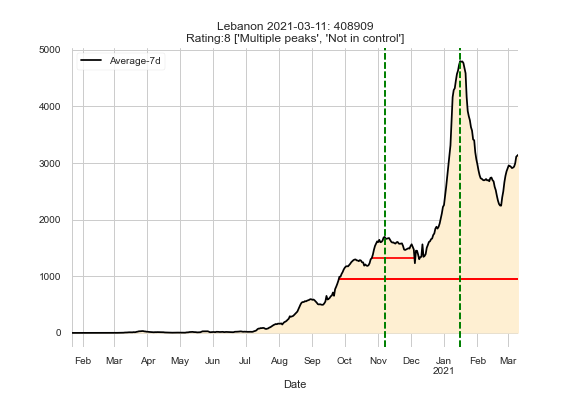 Lebanon 2021-03-11: 408909
Rating:8 ['Multiple peaks', 'Not in control']
Average-7d
5000
4000
3000
2000
1000
0
Feb Mar Apr May Jun Jul Aug Sep Oct Nov Dec Jan Feb Mar
2021
Date